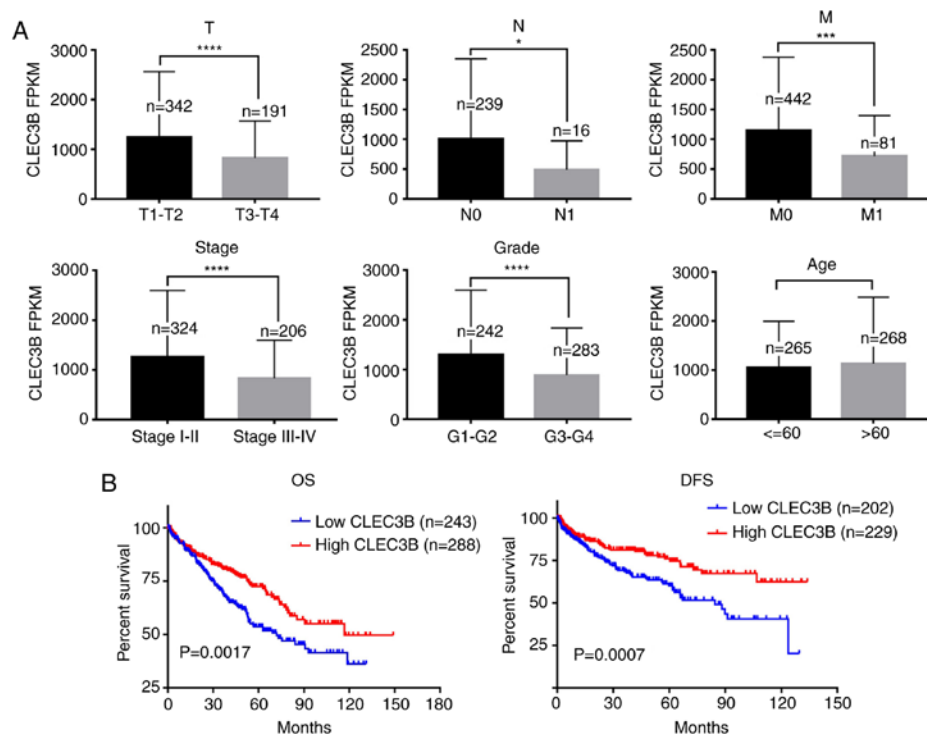 A
T
CLEC3B FPKM
3000
2000
1000
0
****
n=342
n=191
T1-T2
T3-T4
N
CLEC3B FPKM
2500
2000
1500
1000
500
0
*
n=239
n=16
N0
N1
M
CLEC3B FPKM
2500
2000
1500
1000
500
0
***
n=442
n=81
M0
M1
Stage
CLEC3B FPKM
3000
2000
1000
0
****
n=324
n=206
Stage I-II
Stage III-IV
Grade
CLEC3B FPKM
3000
2000
1000
0
****
n=242
n=283
G1-G2
G3-G4
Age
CLEC3B FPKM
3000
2000
1000
0
n=265
n=268
<=60
>60
B
OS
Percent survival
100
75
50
25
Low CLEC3B (n=243)
High CLEC3B (n=288)
P=0.0017
0 30 60 90 120 150 180
Months
DFS
Percent survival
100
75
50
25
Low CLEC3B (n=202)
High CLEC3B (n=229)
P=0.0007
0 30 60 90 120 150
Months